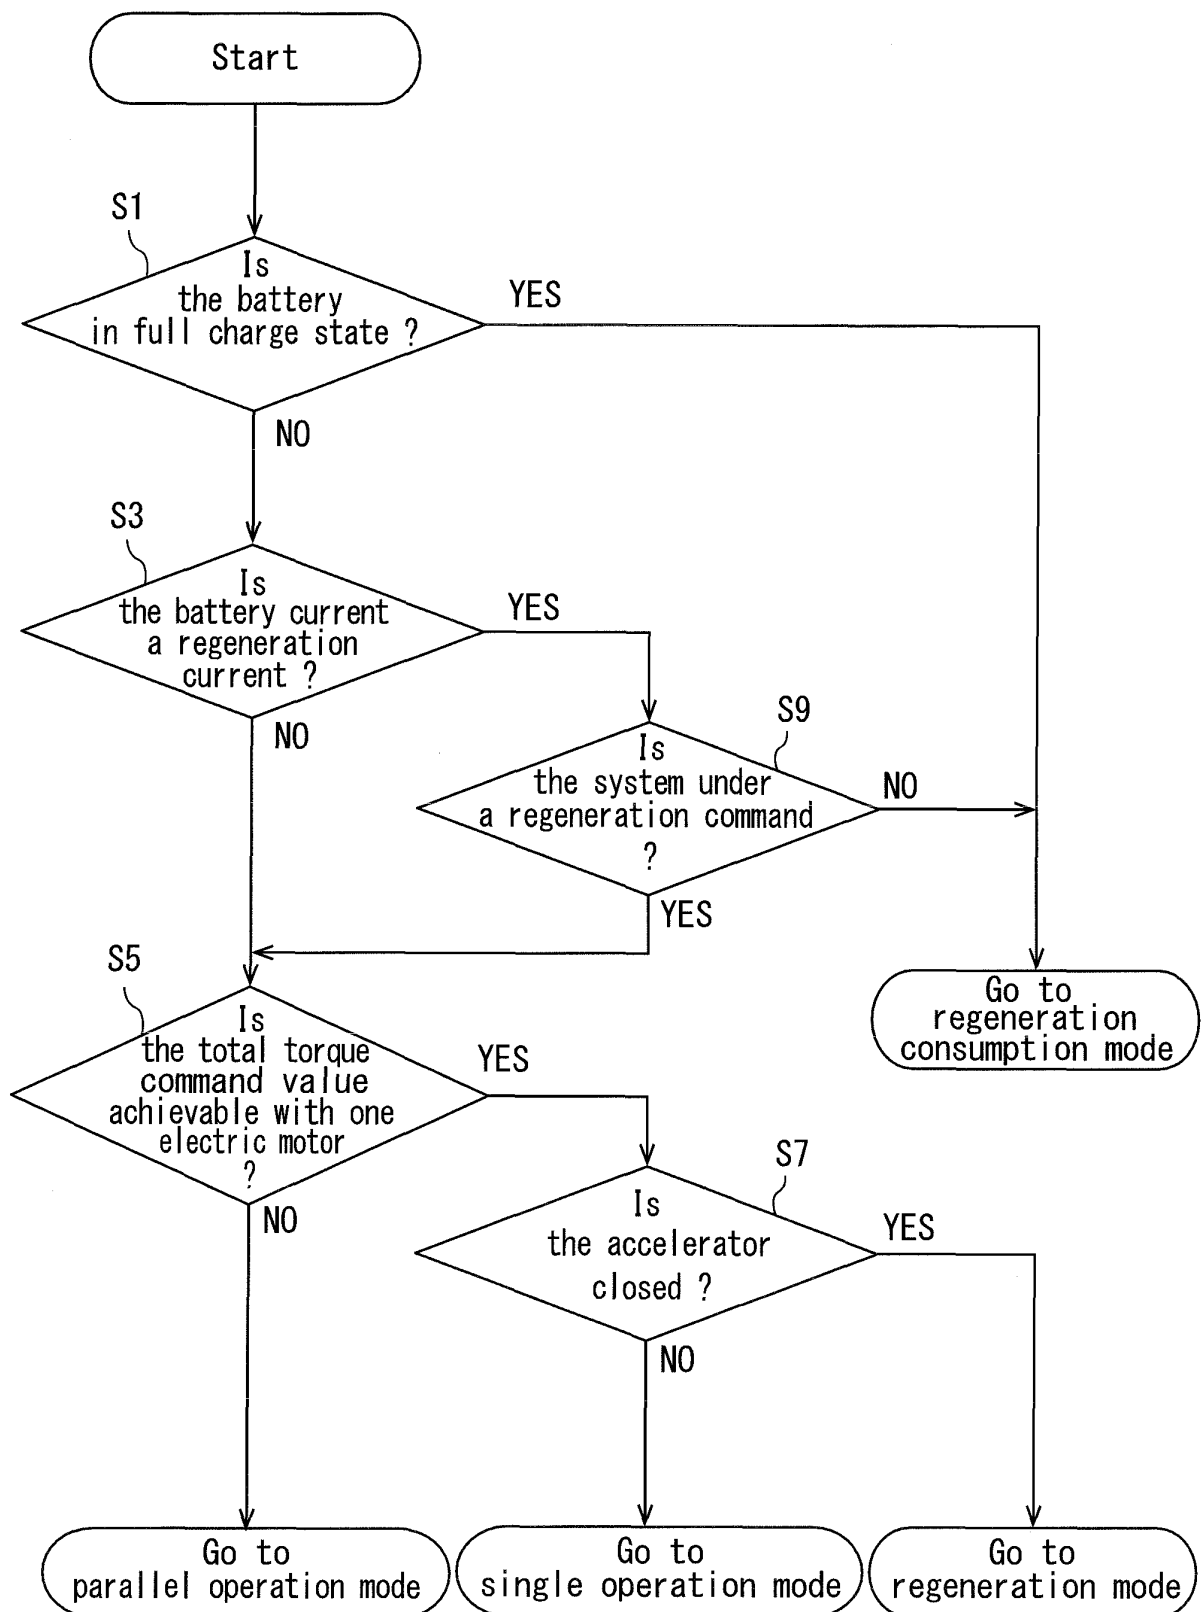 Start
S1
Is
the battery
in full charge state ?
YES
NO
S3
Is
the battery current
a regeneration
current ?
YES
NO
S9
Is
the system under
a regeneration command
?
NO
YES
Go to
regeneration
consumption mode
S5
Is
the total torque
command value
achievable with one
electric motor
?
YES
NO
S7
Is
the accelerator
closed ?
YES
NO
Go to
parallel operation mode
Go to
single operation mode
Go to
regeneration mode